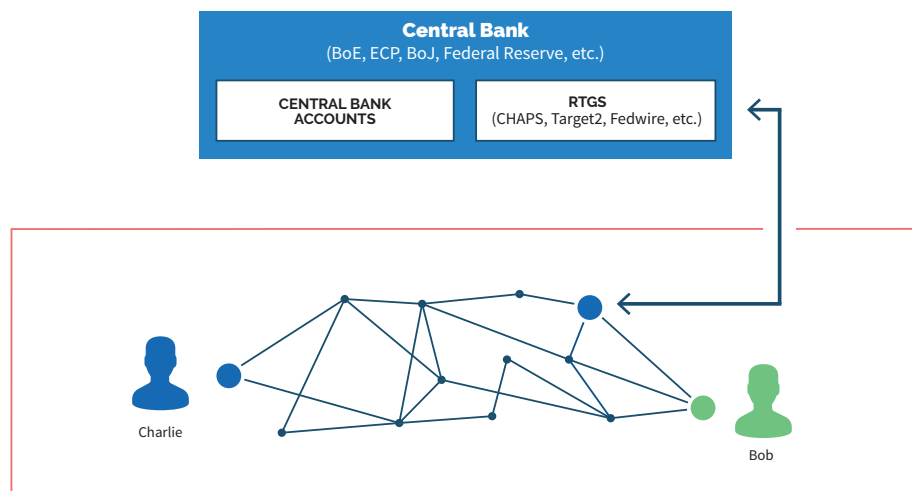 Central Bank
(BoE, ECP, BoJ, Federal Reserve, etc.)
CENTRAL BANK
ACCOUNTS
RTGS
(CHAPS, Target2, Fedwire, etc.)
Charlie
Bob